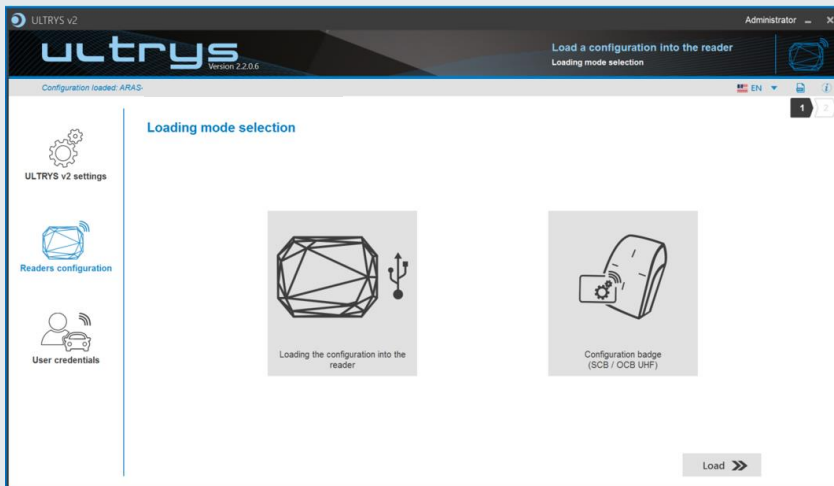 ULTRYS v2
Administrator
ultrys
Version 2.2.0.6
Load a configuration into the reader
Loading mode selection
Configuration loaded: ARAS-
EN
1
2
Loading mode selection
ULTRYS v2 settings
Readers configuration
User credentials
Loading the configuration into the
reader
Configuration badge
(SCB / OCB UHF)
Load